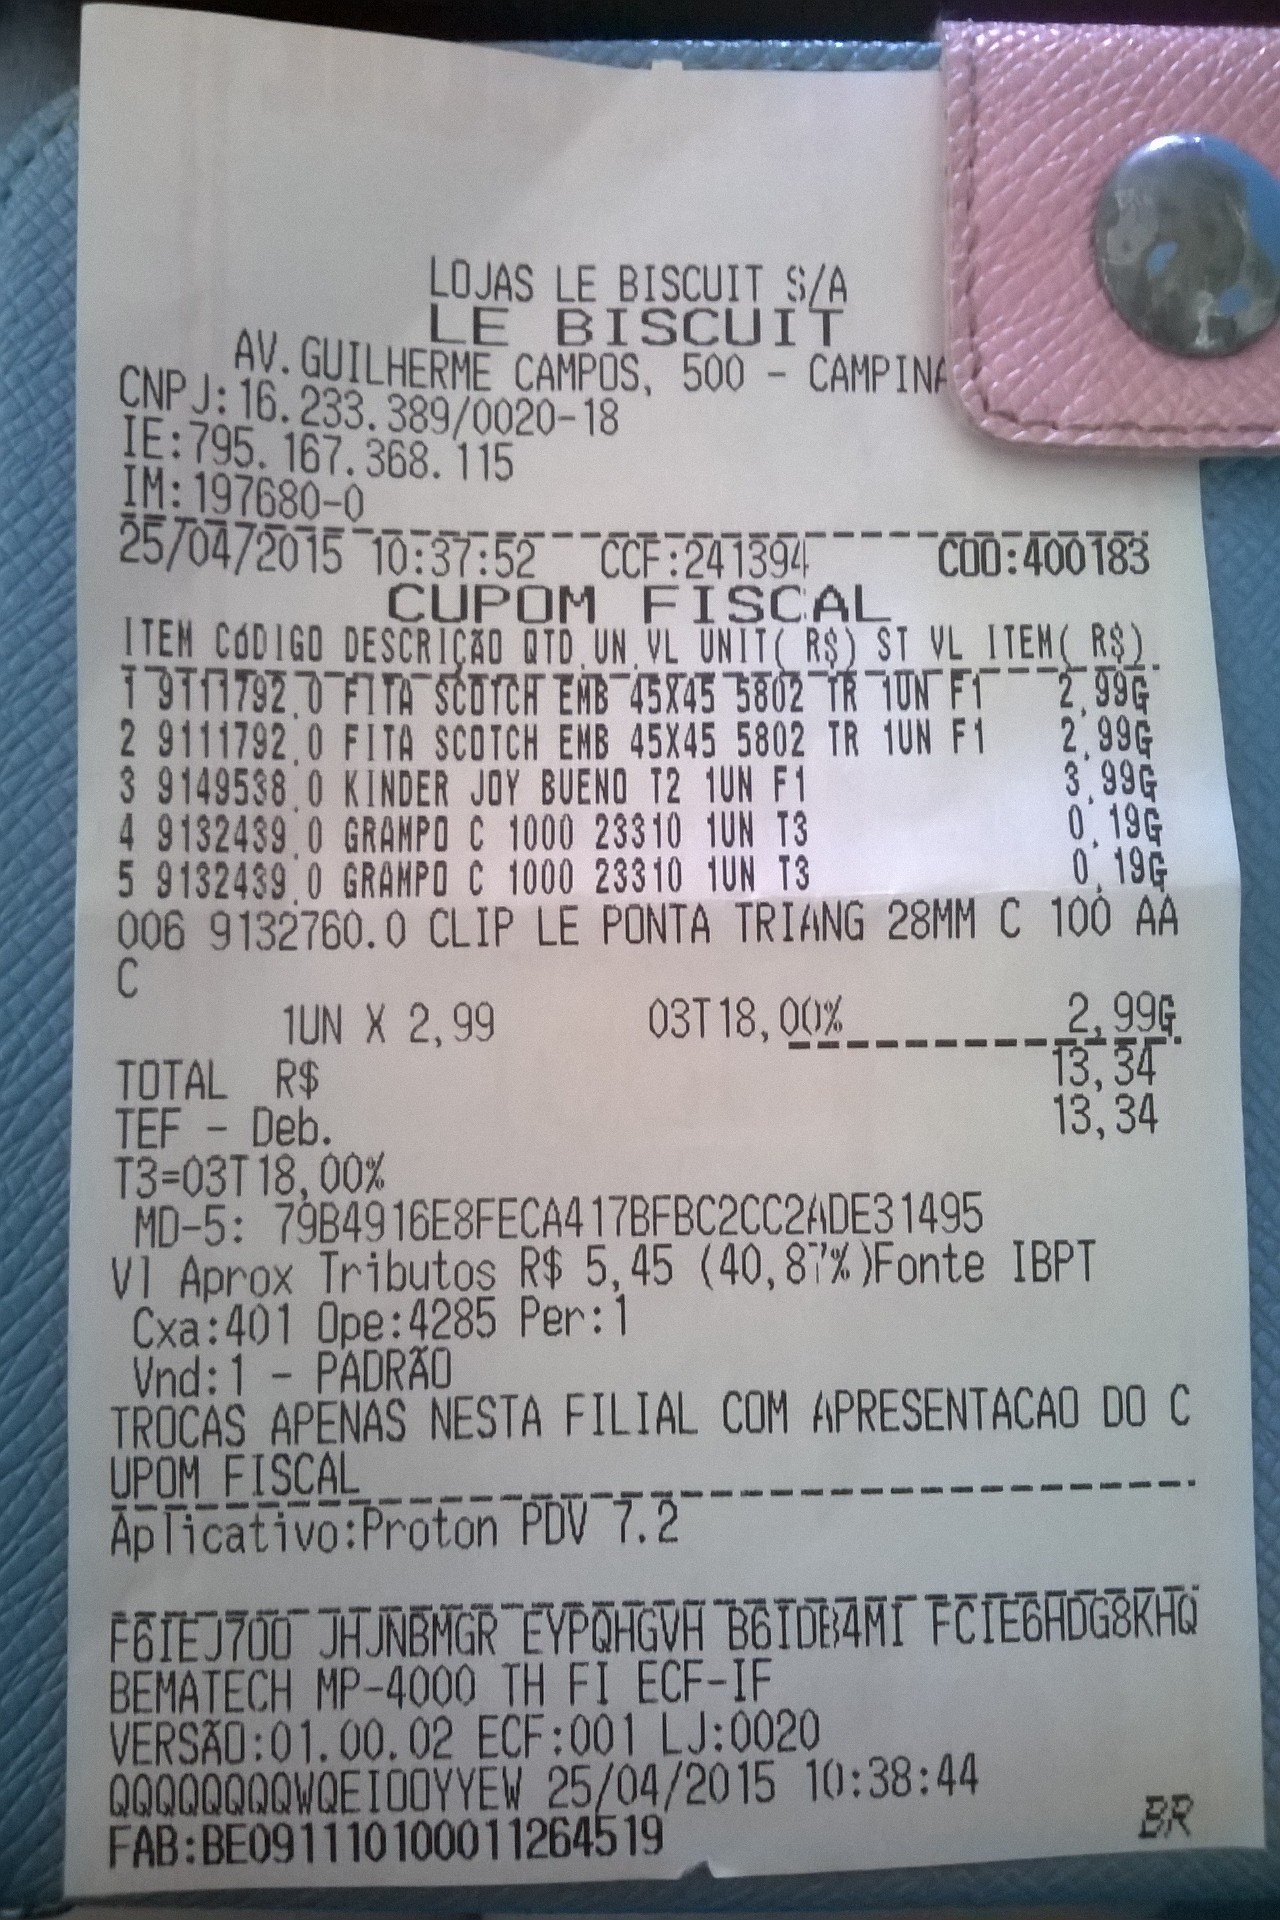 LOJAS LE BISCUIT S/A
LE BISCUIT
AV.GUILHERME CAMPOS, 500 - CAMPINA
CNPJ:16.233.389/0020-18
IE:795.167.368.115
IM:197680-0
25/04/2015 10:37:52 CCF:241394 COO:400183
CUPOM FISCAL
ITEM CÓDIGO DESCRIÇÃO QTD.UN.VL UNIT( R$) ST VL ITEM( R$)
1 9111792.0 FITA SCOTCH EMB 45X45 5802 TR 1UN F1 2,99G
2 9111792.0 FITA SCOTCH EMB 45X45 5802 TR 1UN F1 2,99G
3 9149538.0 KINDER JOY BUENO T2 1UN F1 3,99G
4 9132439.0 GRAMPO C 1000 23310 1UN T3 0,19G
5 9132439.0 GRAMPO C 1000 23310 1UN T3 0,19G
006 9132760.0 CLIP LE PONTA TRIANG 28MM C 100 AA
C
1UN X 2,99 03T18,00% 2,99G
TOTAL R$ 13,34
TEF - Deb. 13,34
T3=03T18,00%
MD-5: 79B4916E8FECA417BFBC2CC2ADE31495
Vl Aprox Tributos R$ 5,45 (40,87%)Fonte IBPT
Cxa:401 Ope:4285 Per:1
Vnd:1 - PADRÃO
TROCAS APENAS NESTA FILIAL COM APRESENTACAO DO C
UPOM FISCAL
Aplicativo:Proton PDV 7.2
F6IEJ700 JHJNBMGR EYPQHGVH B6IDB4MI FCIE6HDG8KHQ
BEMATECH MP-4000 TH FI ECF-IF
VERSÃO:01.00.02 ECF:001 LJ:0020
QQQQQQQQWQEIOOYYEW 25/04/2015 10:38:44
FAB:BE091110100011264519
BR